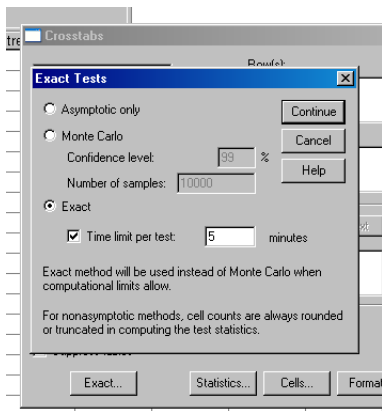 tre
Crosstabs
Row(s):
Exact Tests
Asymptotic only
Continue
Monte Carlo
Cancel
Confidence level: 99 %
Help
Number of samples: 10000
Exact
Time limit per test: 5 minutes
Exact method will be used instead of Monte Carlo when
computational limits allow.
For nonasymptotic methods, cell counts are always rounded
or truncated in computing the test statistics.
Exact... Statistics... Cells... Format